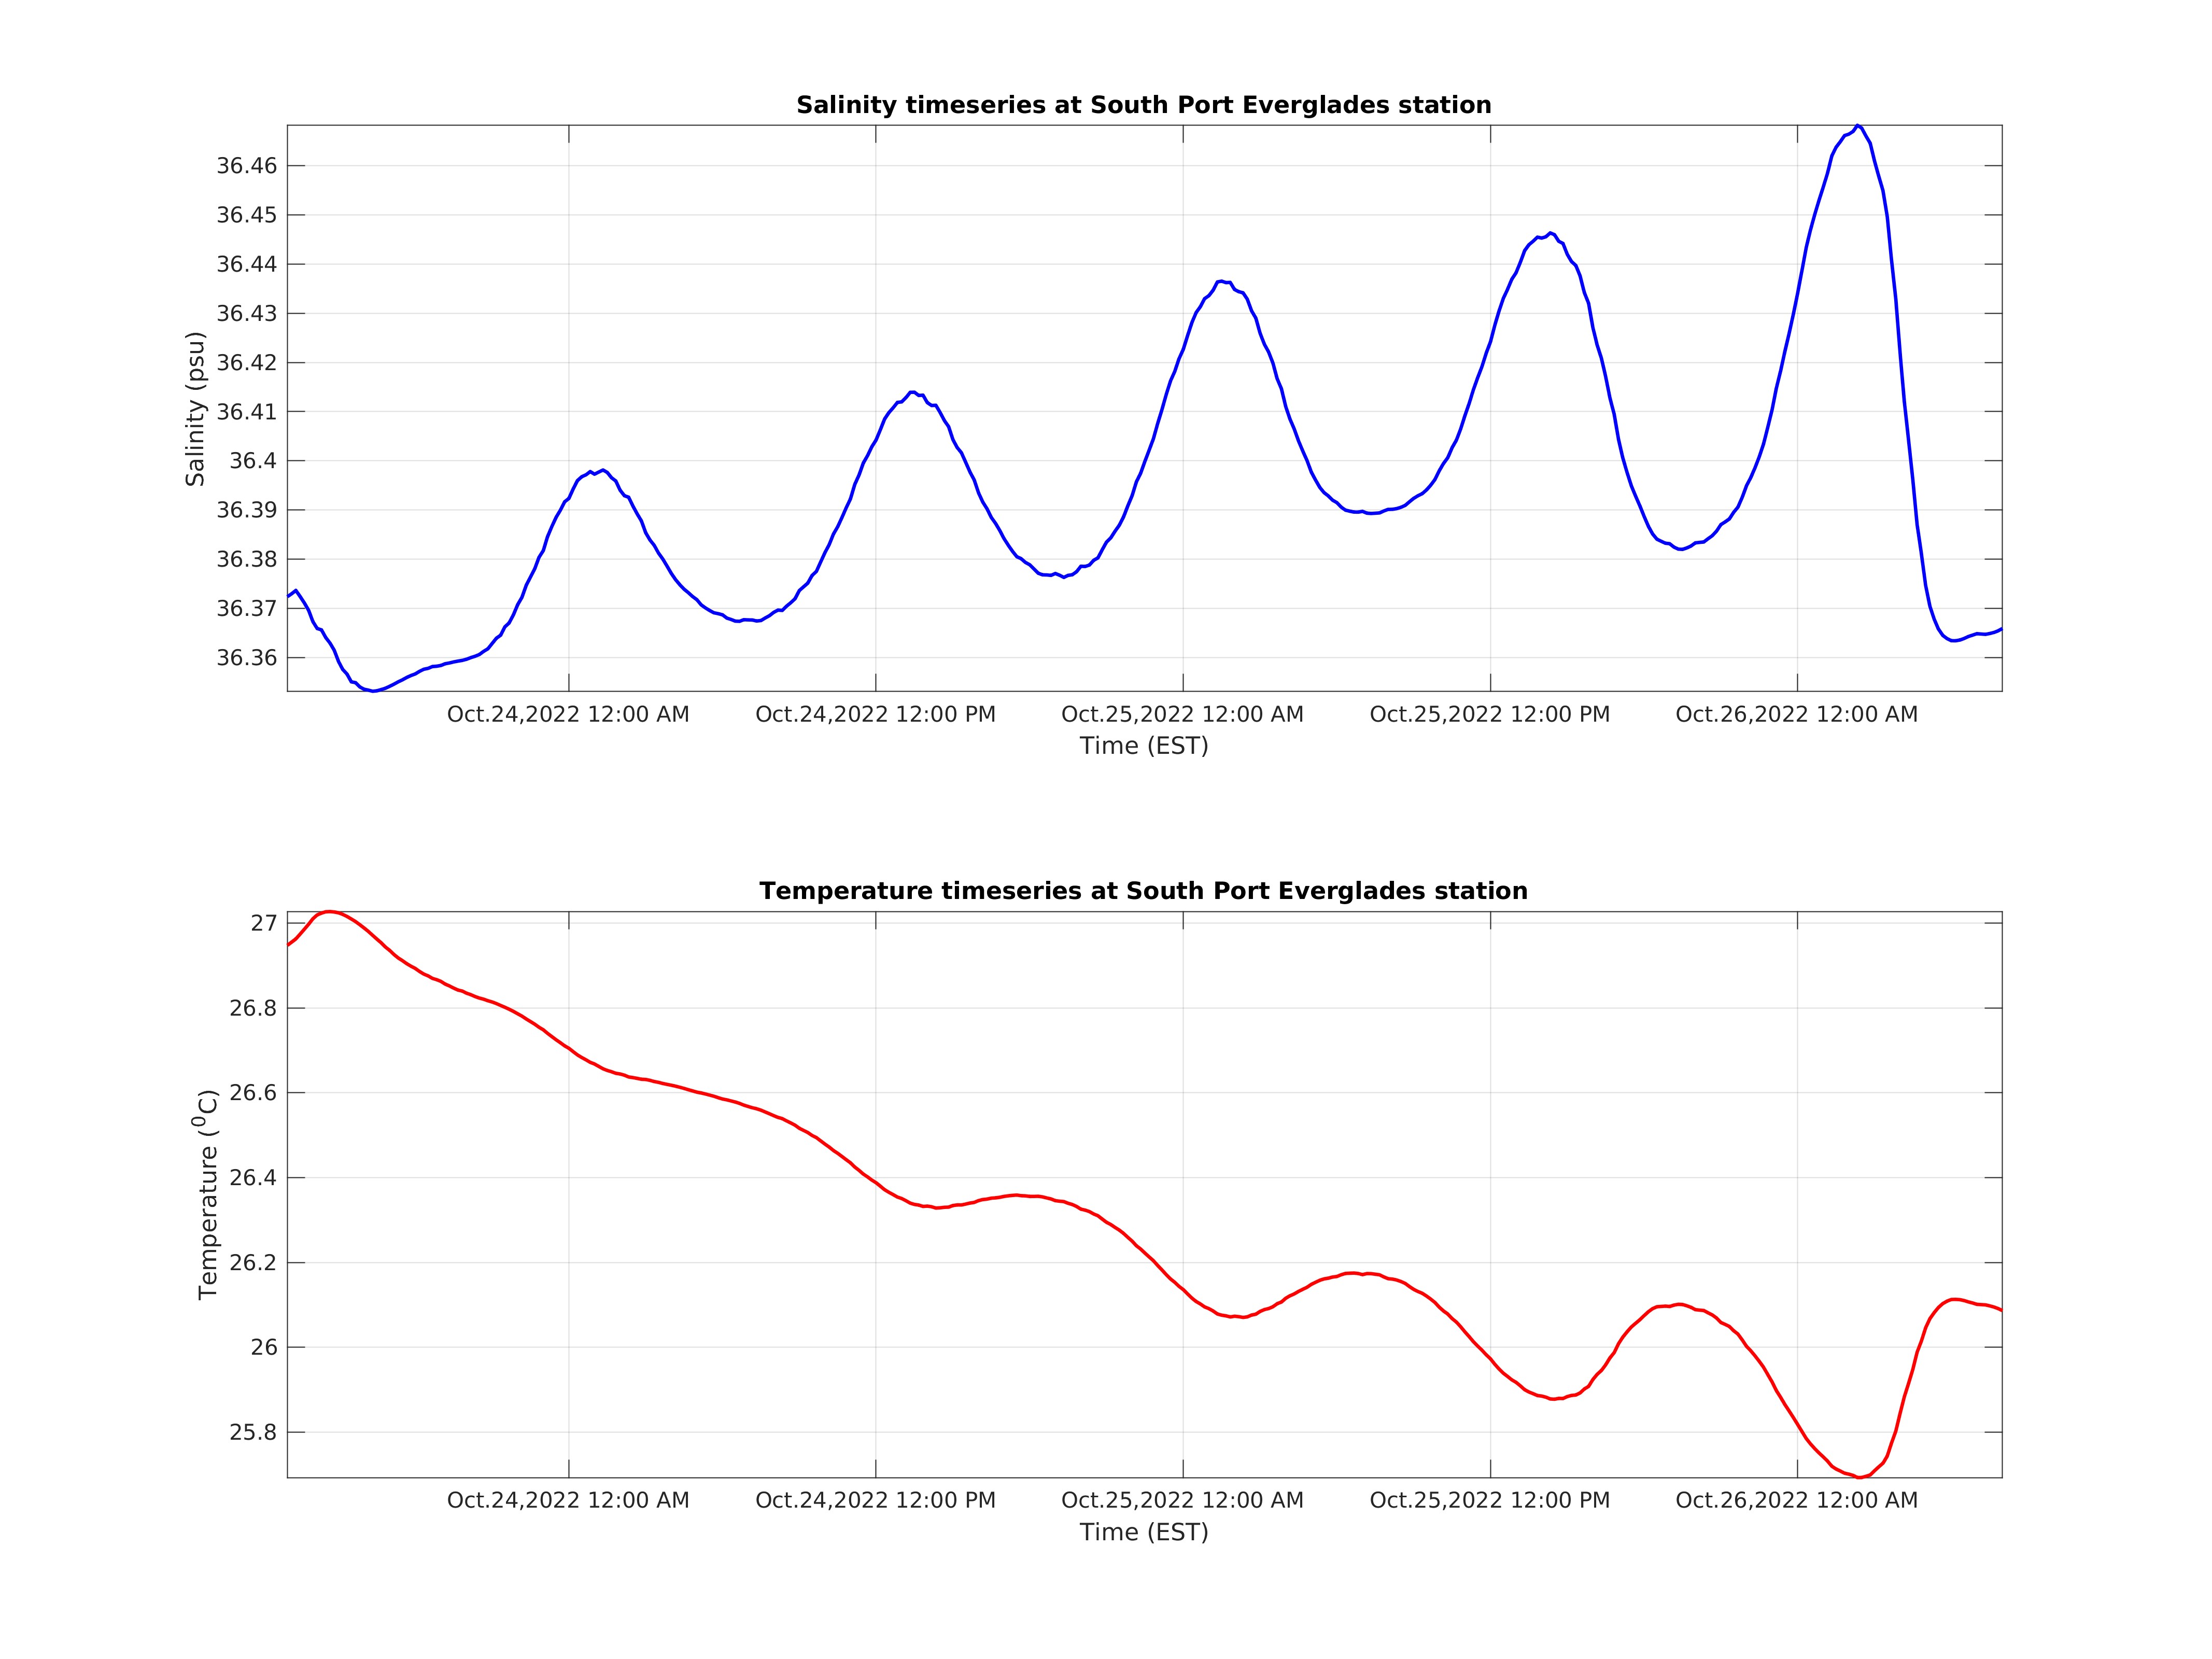 Salinity timeseries at South Port Everglades station
36.46
36.45
36.44
36.43
36.42
36.41
36.4
36.39
36.38
36.37
36.36
Salinity (psu)
Oct.24,2022 12:00 AM
Oct.24,2022 12:00 PM
Oct.25,2022 12:00 AM
Oct.25,2022 12:00 PM
Oct.26,2022 12:00 AM
Time (EST)
Temperature timeseries at South Port Everglades station
27
26.8
26.6
26.4
26.2
26
25.8
Temperature (⁰C)
Oct.24,2022 12:00 AM
Oct.24,2022 12:00 PM
Oct.25,2022 12:00 AM
Oct.25,2022 12:00 PM
Oct.26,2022 12:00 AM
Time (EST)